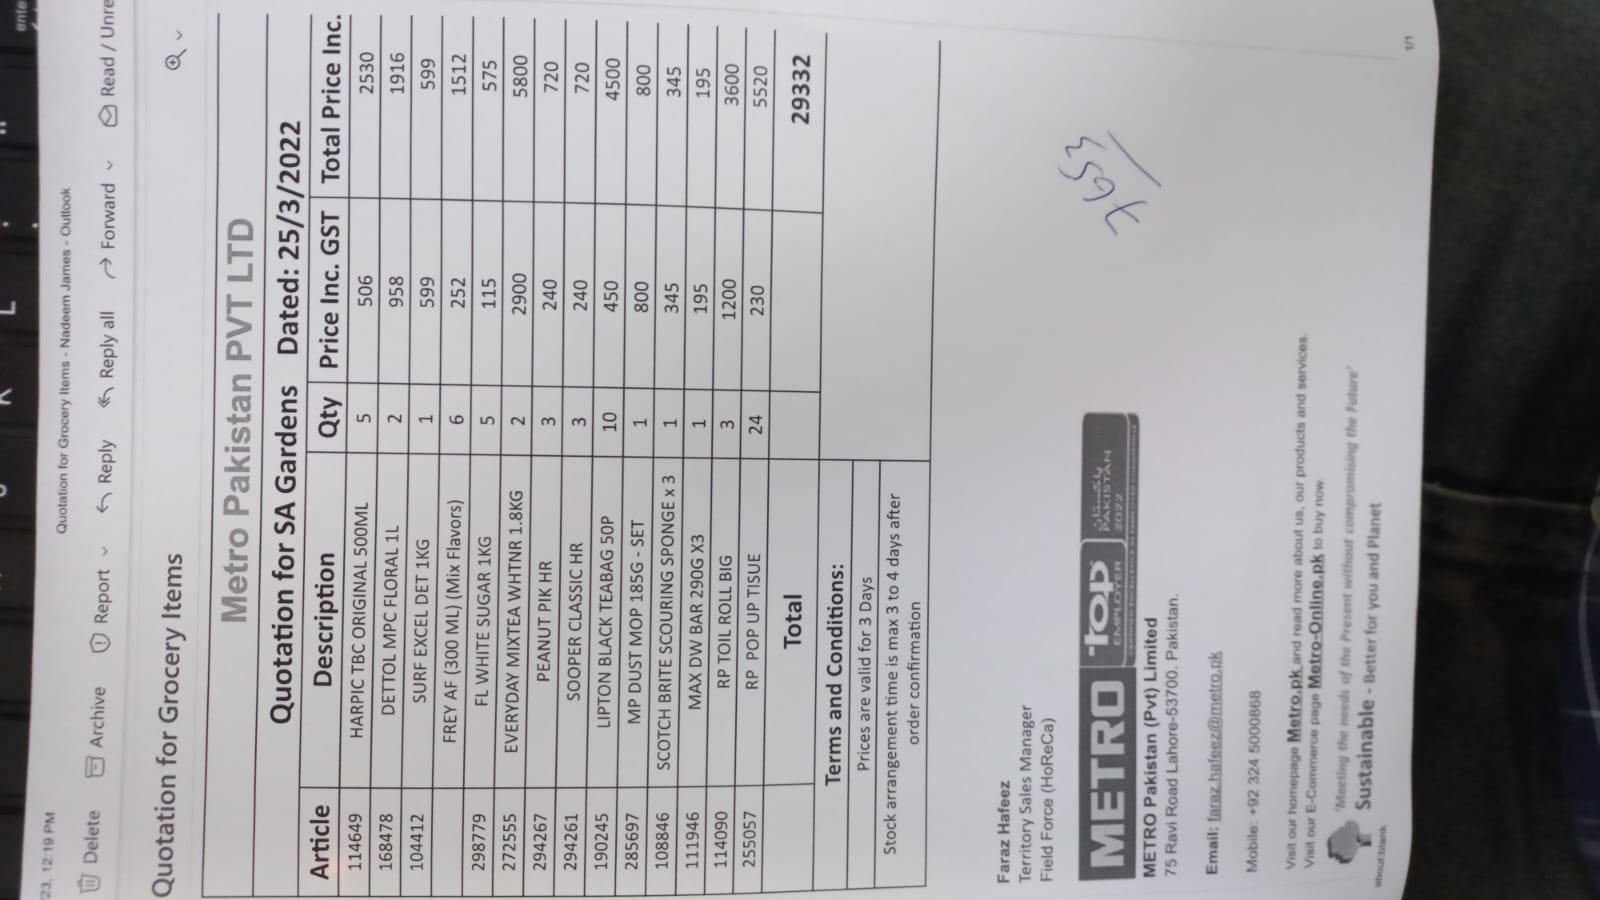 ente
K L : "
23, 12:19 PM
Quotation for Grocery Items - Nadeem James - Outlook
Delete Archive Report Reply Reply all Forward Read / Unre
Quotation for Grocery Items
Metro Pakistan PVT LTD
Quotation for SA Gardens Dated: 25/3/2022
Article Description Qty Price Inc. GST Total Price Inc.
114649 HARPIC TBC ORIGINAL 500ML 5 506 2530
168478 DETTOL MPC FLORAL 1L 2 958 1916
104412 SURF EXCEL DET 1KG 1 599 599
FREY AF (300 ML) (Mix Flavors) 6 252 1512
298779 FL WHITE SUGAR 1KG 5 115 575
272555 EVERYDAY MIXTEA WHTNR 1.8KG 2 2900 5800
294267 PEANUT PIK HR 3 240 720
294261 SOOPER CLASSIC HR 3 240 720
190245 LIPTON BLACK TEABAG 50P 10 450 4500
285697 MP DUST MOP 185G - SET 1 800 800
108846 SCOTCH BRITE SCOURING SPONGE x 3 1 345 345
111946 MAX DW BAR 290G X3 1 195 195
114090 RP TOIL ROLL BIG 3 1200 3600
255057 RP POP UP TISUE 24 230 5520
Total 29332
Terms and Conditions:
Prices are valid for 3 Days
Stock arrangement time is max 3 to 4 days after
order confirmation
7653/
Faraz Hafeez
Territory Sales Manager
Field Force (HoReCa)
METRO
top
EMPLOYER
پاکستان
PAKISTAN
2022
METRO Pakistan (Pvt) Limited
75 Ravi Road Lahore-53700. Pakistan.
Email: faraz.hafeez@metro.pk
Mobile: +92 324 5000868
Visit our homepage Metro.pk and read more about us, our products and services.
Visit our E-Commerce page Metro-Online.pk to buy now.
'Meeting the needs of the Present without compromising the Future'
Sustainable - Better for you and Planet
about:blank 1/1